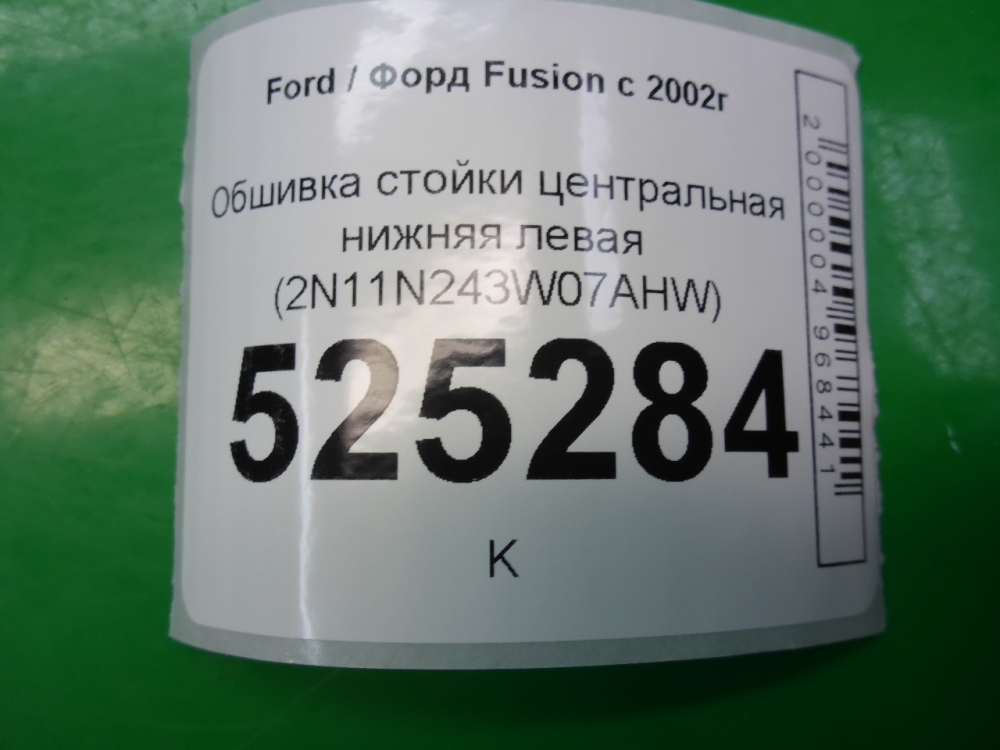 Ford / Форд Fusion с 2002г
Обшивка стойки центральная
нижняя левая
(2N11N243W07AHW)
525284
К
2000004968441